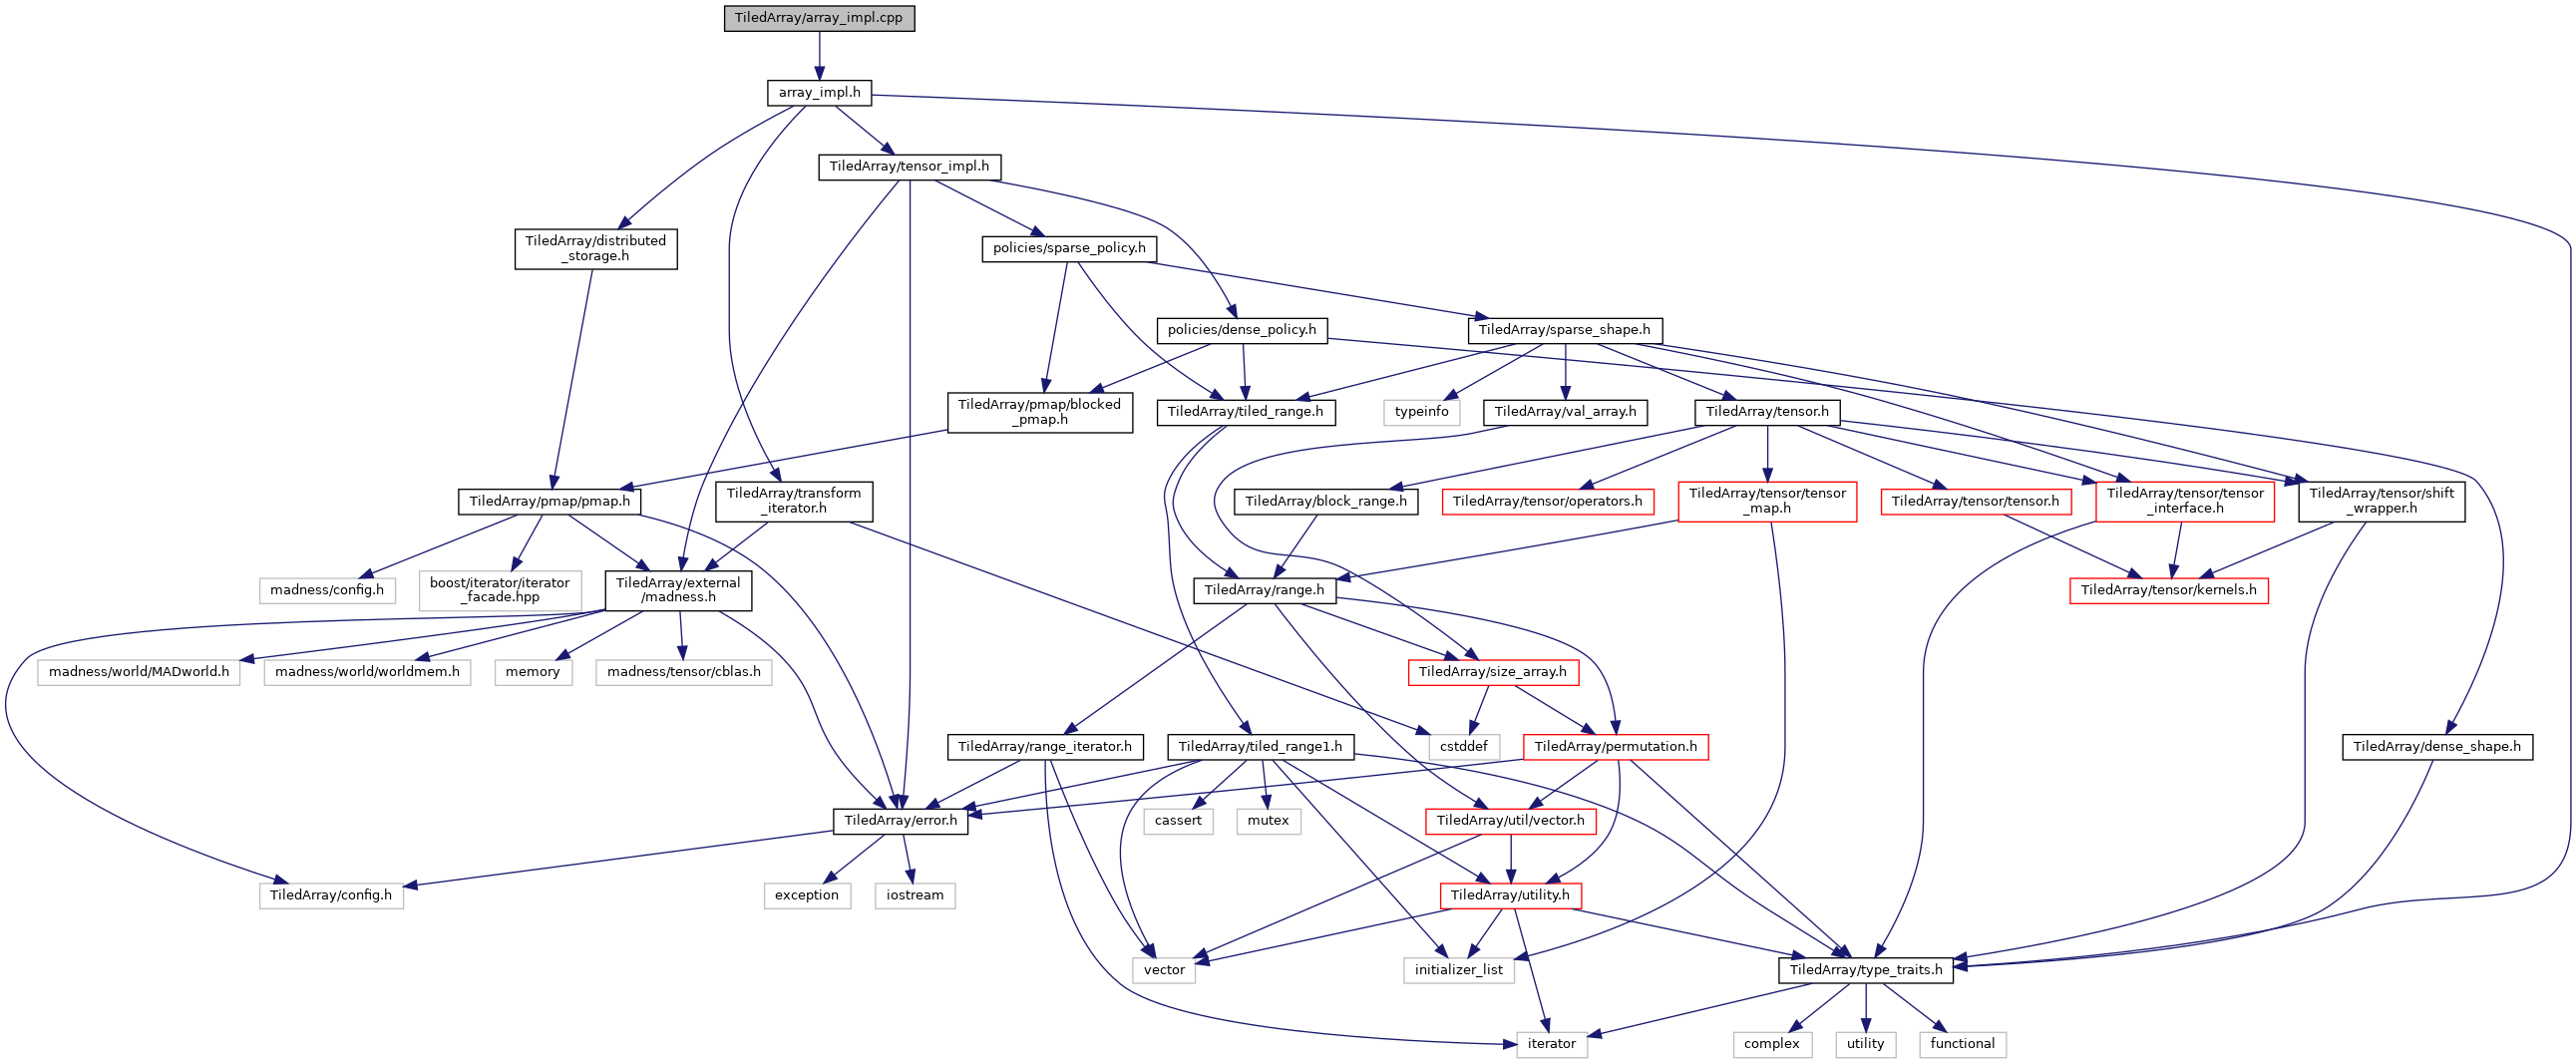 TiledArray/array_impl.cpp
array_impl.h
TiledArray/tensor_impl.h
TiledArray/distributed
_storage.h
policies/sparse_policy.h
policies/dense_policy.h
TiledArray/sparse_shape.h
TiledArray/pmap/blocked
_pmap.h
TiledArray/tiled_range.h
typeinfo
TiledArray/val_array.h
TiledArray/tensor.h
TiledArray/pmap/pmap.h
TiledArray/transform
_iterator.h
TiledArray/block_range.h
TiledArray/tensor/operators.h
TiledArray/tensor/tensor
_map.h
TiledArray/tensor/tensor.h
TiledArray/tensor/tensor
_interface.h
TiledArray/tensor/shift
_wrapper.h
madness/config.h
boost/iterator/iterator
_facade.hpp
TiledArray/external
/madness.h
TiledArray/range.h
TiledArray/tensor/kernels.h
madness/world/MADworld.h
madness/world/worldmem.h
memory
madness/tensor/cblas.h
TiledArray/size_array.h
TiledArray/range_iterator.h
TiledArray/tiled_range1.h
cstddef
TiledArray/permutation.h
TiledArray/dense_shape.h
TiledArray/error.h
cassert
mutex
TiledArray/util/vector.h
TiledArray/config.h
exception
iostream
TiledArray/utility.h
vector
initializer_list
TiledArray/type_traits.h
iterator
complex
utility
functional